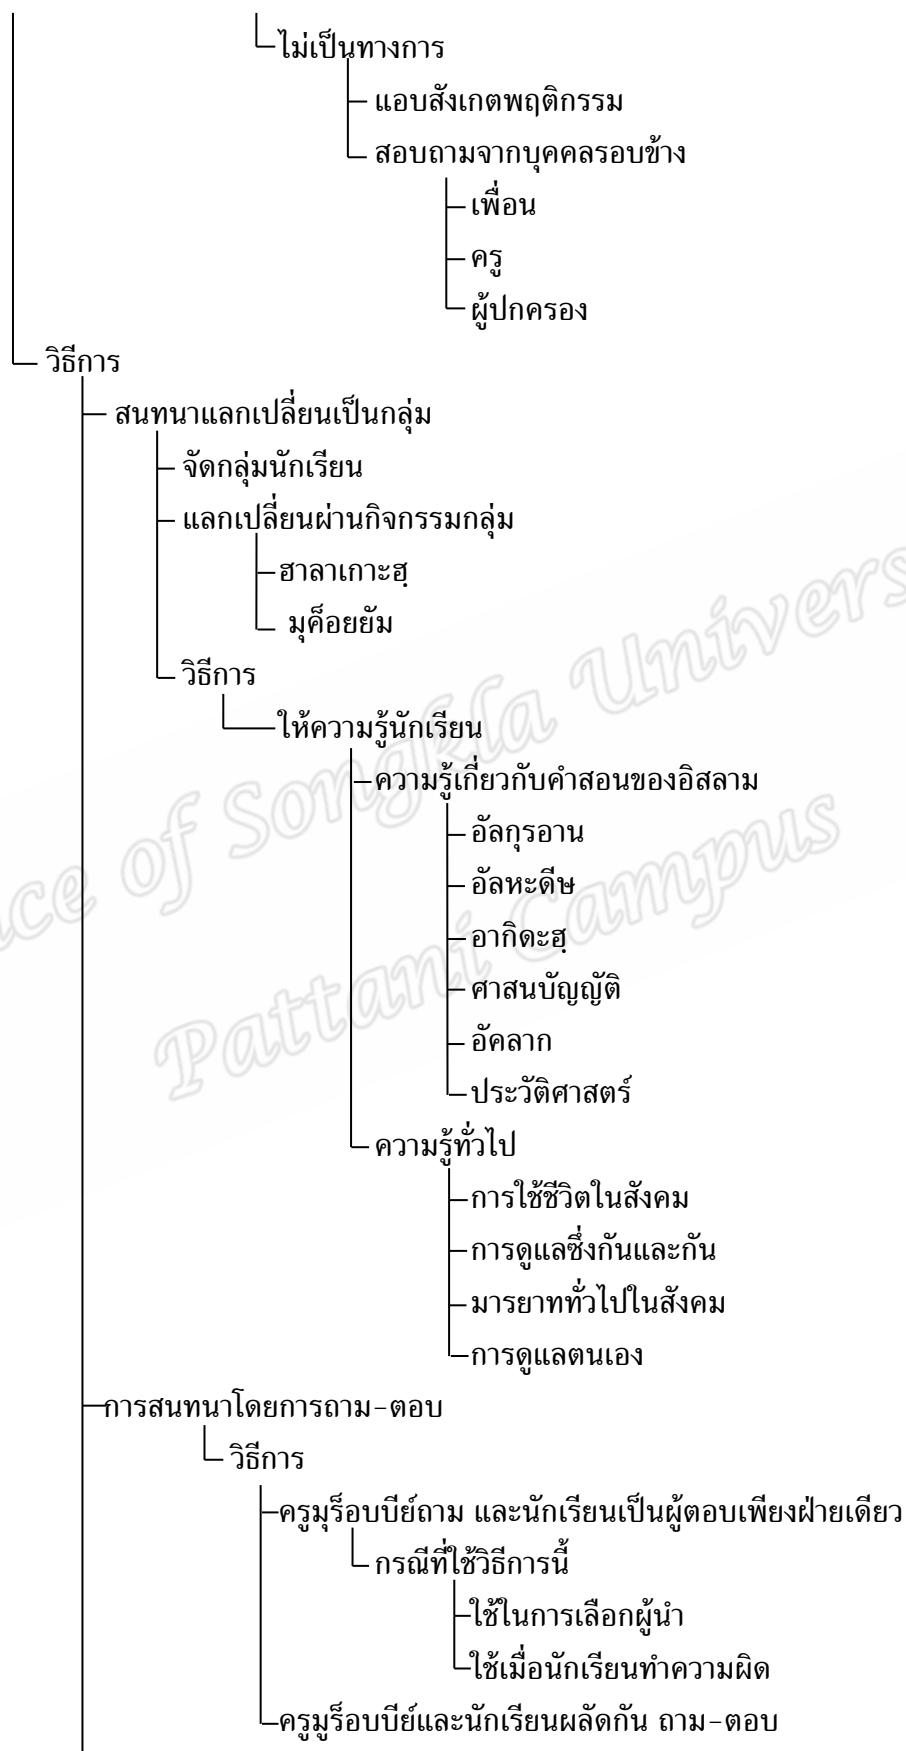 ไม่เป็นทางการ
แอบสังเกตพฤติกรรม
สอบถามจากบุคคลรอบข้าง
เพื่อน
ครู
ผู้ปกครอง
วิธีการ
สนทนาแลกเปลี่ยนเป็นกลุ่ม
จัดกลุ่มนักเรียน
แลกเปลี่ยนผ่านกิจกรรมกลุ่ม
ฮาลาเกาะฮฺ
มุค็อยยัม
วิธีการ
ให้ความรู้นักเรียน
ความรู้เกี่ยวกับคำสอนของอิสลาม
อัลกุรอาน
อัลหะดีษ
อากิดะฮฺ
ศาสนบัญญัติ
อัคลาก
ประวัติศาสตร์
ความรู้ทั่วไป
การใช้ชีวิตในสังคม
การดูแลซึ่งกันและกัน
มารยาททั่วไปในสังคม
การดูแลตนเอง
การสนทนาโดยการถาม-ตอบ
วิธีการ
ครูมุร็อบบีย์ถาม และนักเรียนเป็นผู้ตอบเพียงฝ่ายเดียว
กรณีที่ใช้วิธีการนี้
ใช้ในการเลือกผู้นำ
ใช้เมื่อนักเรียนทำความผิด
ครูมูร็อบบีย์และนักเรียนผลัดกัน ถาม-ตอบ
of Songkla
Pattani Campus